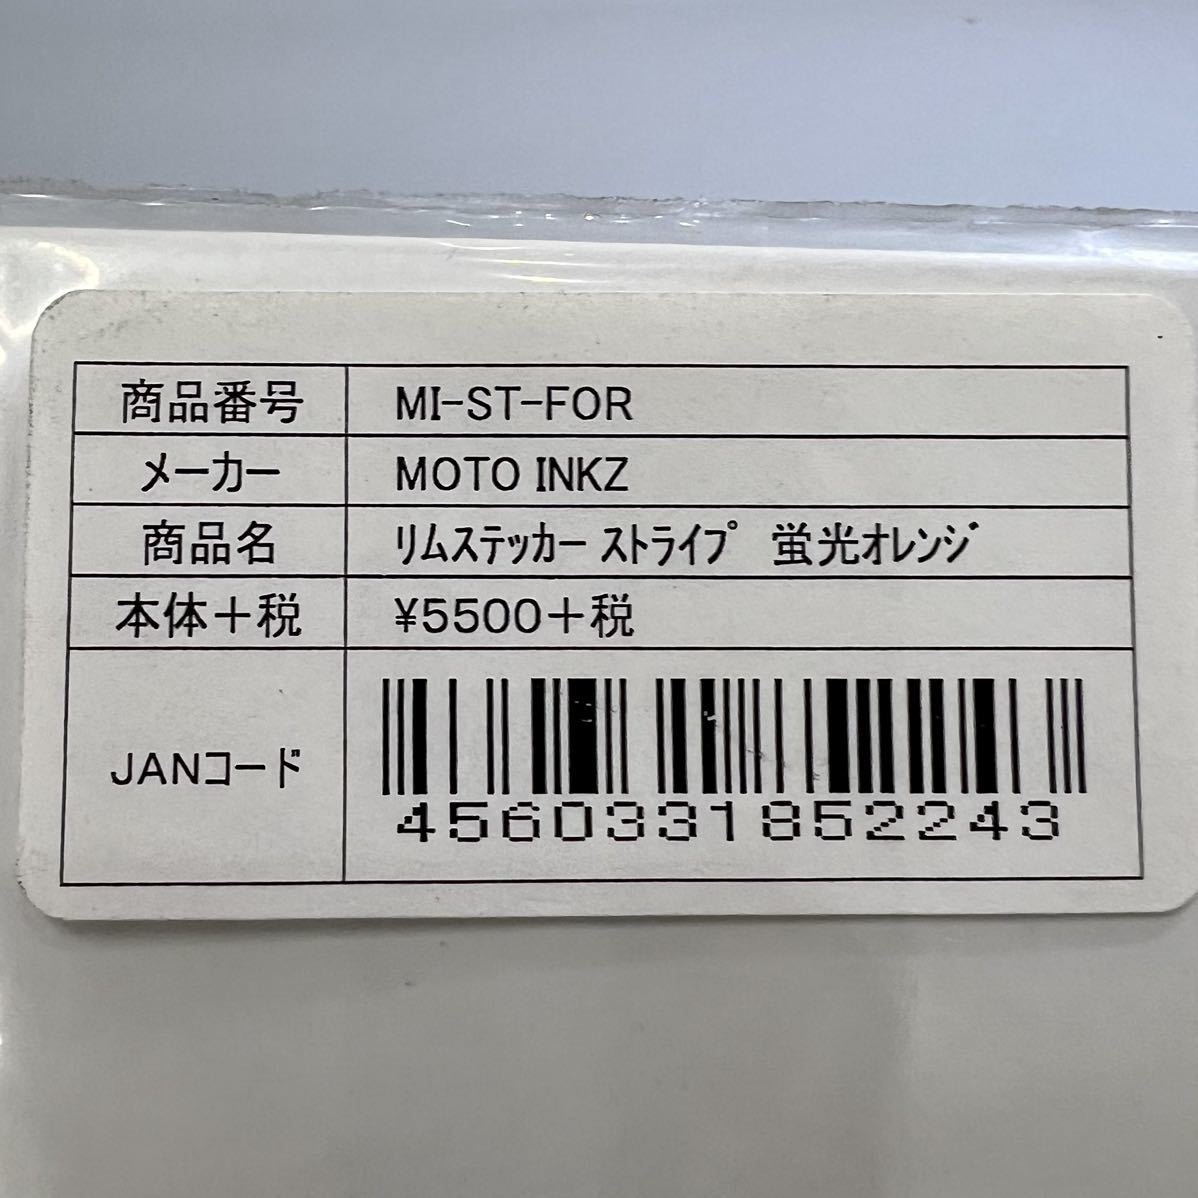 商品番号 MI-ST-FOR
メーカー MOTO INKZ
商品名 ﾘﾑｽﾃｯｶｰ ｽﾄﾗｲﾌﾟ 蛍光ｵﾚﾝｼﾞ
本体+税 ¥5500+税
JANコード 4560331852243